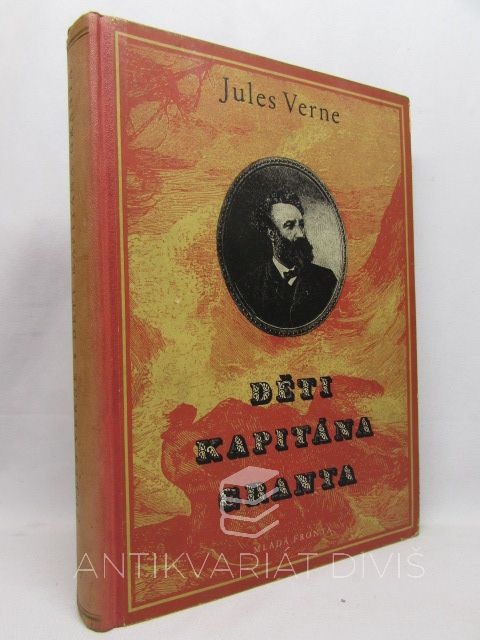 Jules Verne
DĚTI
KAPITÁNA
GRANTA
MLADÁ FRONTA
ANTIKVARIÁT DIVIŠ